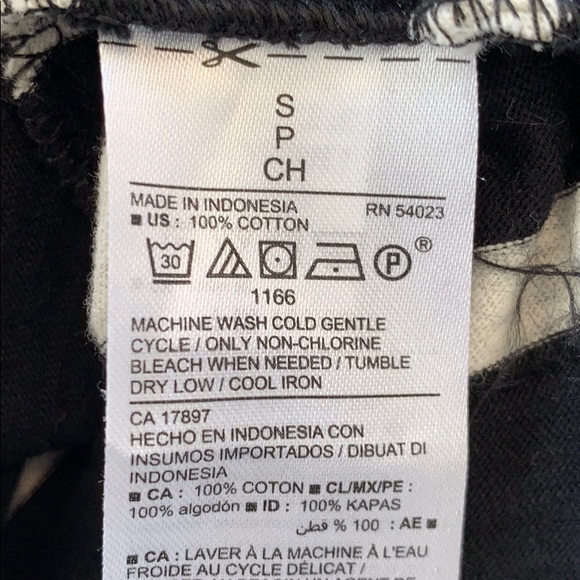 S
P
CH
MADE IN INDONESIA RN 54023
US : 100% COTTON
30 P ®
1166
MACHINE WASH COLD GENTLE
CYCLE / ONLY NON-CHLORINE
BLEACH WHEN NEEDED / TUMBLE
DRY LOW / COOL IRON
CA 17897
HECHO EN INDONESIA CON
INSUMOS IMPORTADOS / DIBUAT DI
INDONESIA
CA : 100% COTON CL/MX/PE :
100% algodón ID : 100% KAPAS
AE : 100 % قطن
CA : LAVER À LA MACHINE À L'EAU
FROIDE AU CYCLE DÉLICAT /